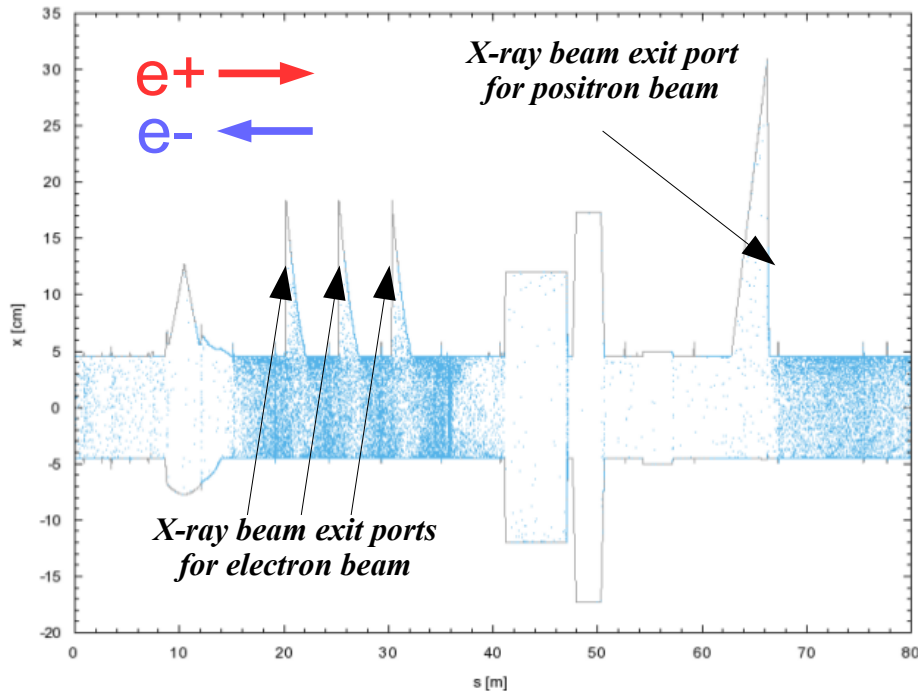 e+
e-
X-ray beam exit port
for positron beam
X-ray beam exit ports
for electron beam
35
30
25
20
15
10
5
0
-5
-10
-15
-20
x [cm]
0
10
20
30
40
50
60
70
80
s [m]